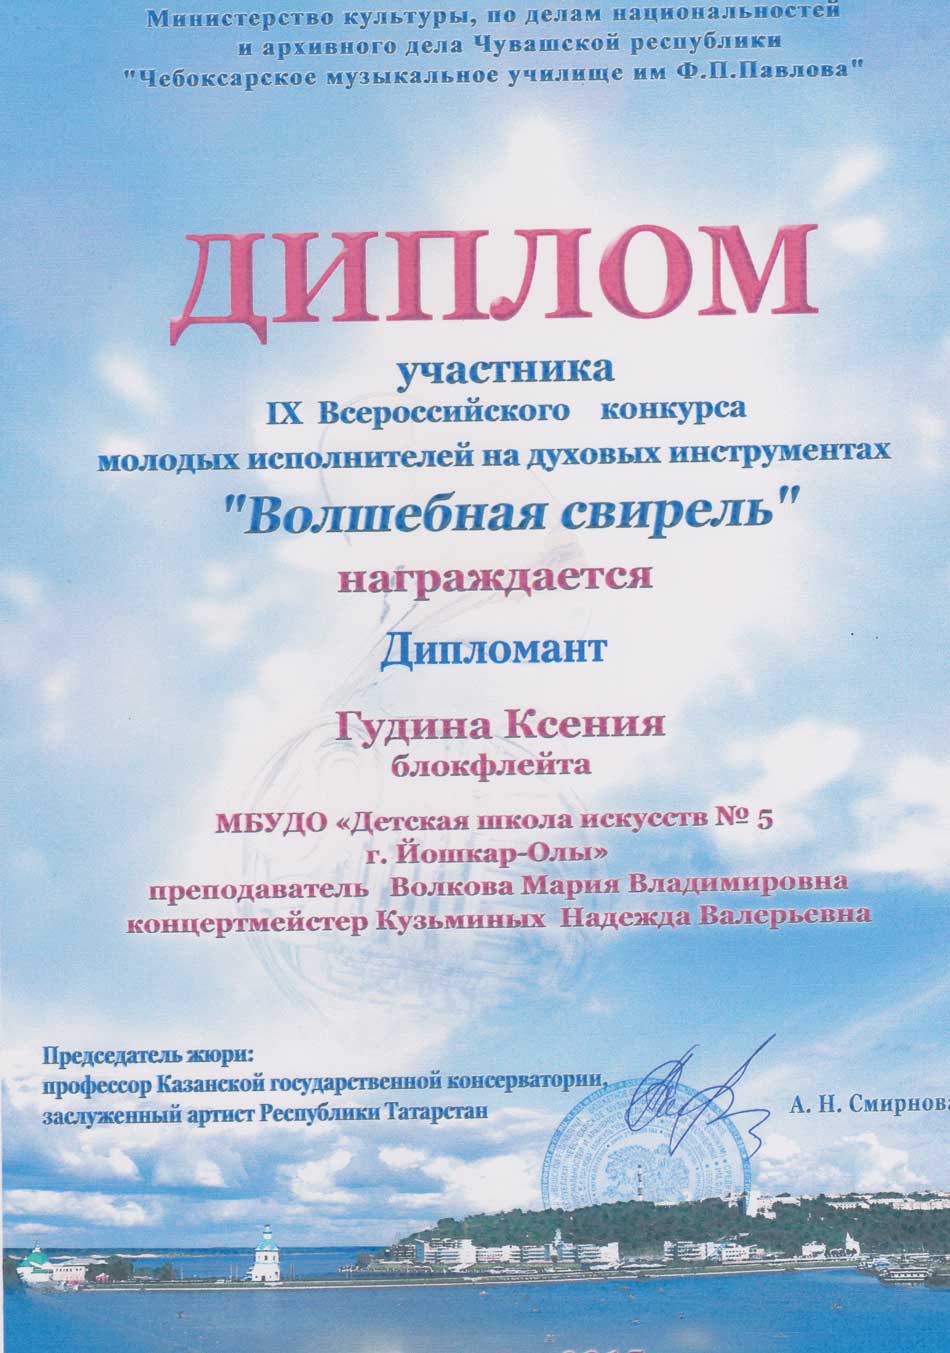 Министерство культуры, по делам национальностей
и архивного дела Чувашской республики
"Чебоксарское музыкальное училище им Ф.П.Павлова"
ДИПЛОМ
участника
IX Всероссийского конкурса
молодых исполнителей на духовых инструментах
"Волшебная свирель"
награждается
Дипломант
Гудина Ксения
блокфлейта
МБУДО «Детская школа искусств № 5
г. Йошкар-Олы»
преподаватель Волкова Мария Владимировна
концертмейстер Кузьминых Надежда Валерьевна
Председатель жюри:
профессор Казанской государственной консерватории,
заслуженный артист Республики Татарстан
А. Н. Смирнова